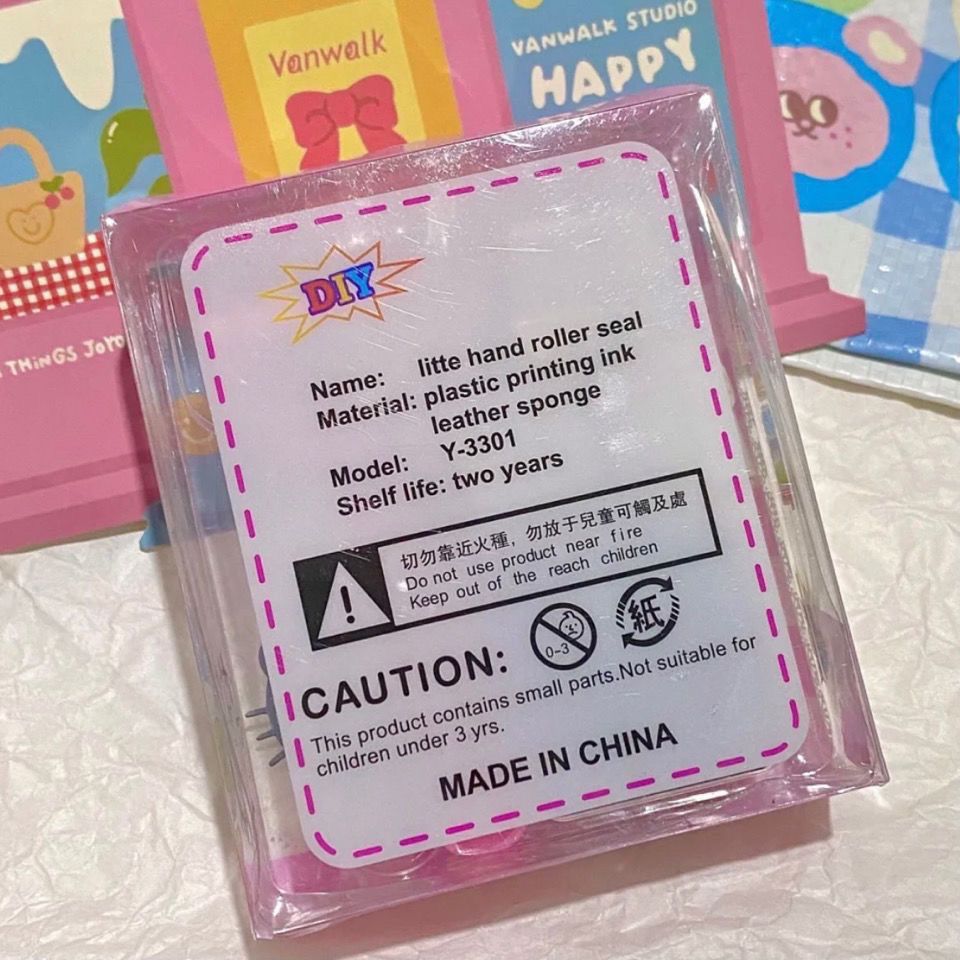 Vanwalk
VANWALK STUDIO
HAPPY
THiNGS
DIY
Name: litte hand roller seal
Material: plastic printing ink
leather sponge
Model: Y-3301
Shelf life: two years
切勿靠近火種, 勿放于兒童可觸及處
Do not use product near fire
Keep out of the reach children
0-3
紙
CAUTION:
This product contains small parts.Not suitable for
children under 3 yrs.
MADE IN CHINA